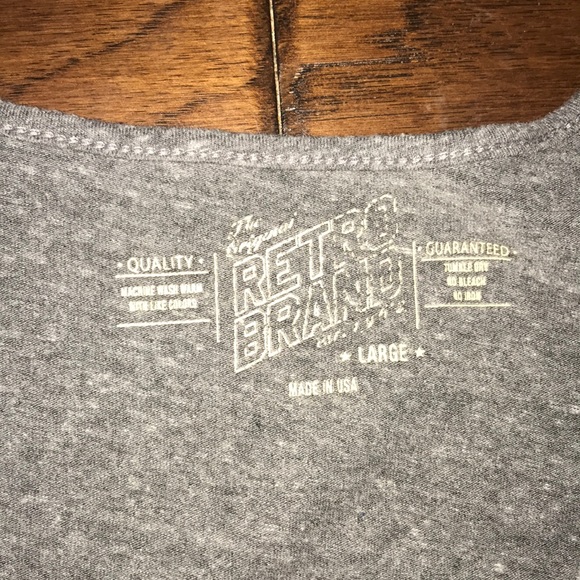 The
Original
RETRO
BRAND
· QUALITY ·
MACHINE WASH WARM
WITH LIKE COLORS
· GUARANTEED ·
TUMBLE DRY
NO BLEACH
NO IRON
★ LARGE ★
MADE IN USA